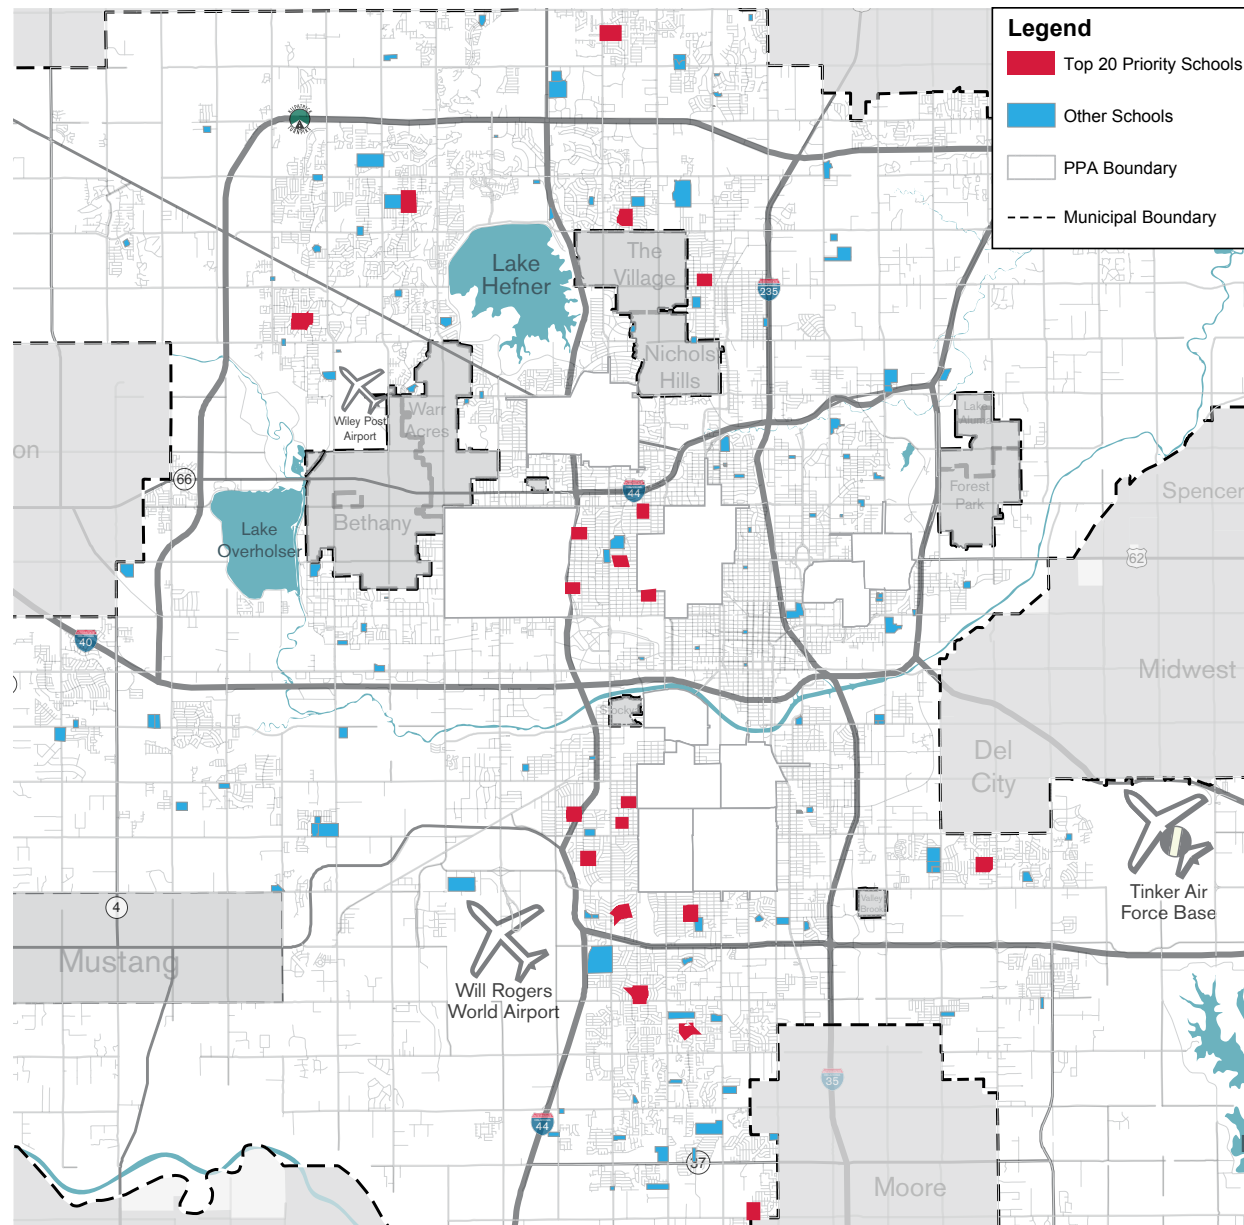 Legend
Top 20 Priority Schools
Other Schools
PPA Boundary
Municipal Boundary
Lake
Hefner
The
Village
235
Nichols
Hills
Wiley Post
Airport
Warr
Acres
on
66
44
Bethany
Lake
Overholser
Lake
Forest
Park
Spencer
62
40
Midwest
Del
City
Tinker Air
Force Base
4
Mustang
Will Rogers
World Airport
35
44
37
Moore